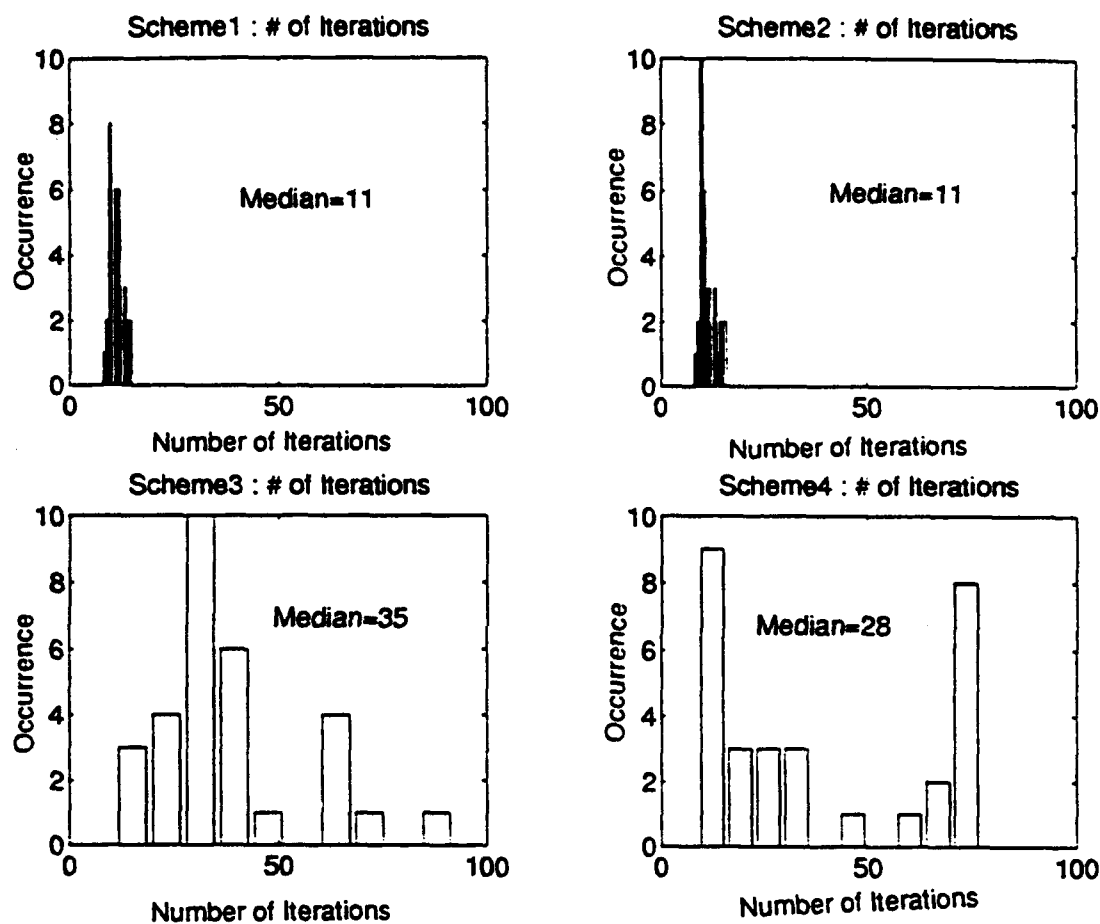 Scheme1 : # of Iterations
Occurrence
10
8
6
4
2
0
Median=11
0 50 100
Number of Iterations
Scheme2 : # of Iterations
Occurrence
10
8
6
4
2
0
Median=11
0 50 100
Number of Iterations
Scheme3 : # of Iterations
Occurrence
10
8
6
4
2
0
Median=35
0 50 100
Number of Iterations
Scheme4 : # of Iterations
Occurrence
10
8
6
4
2
0
Median=28
0 50 100
Number of Iterations